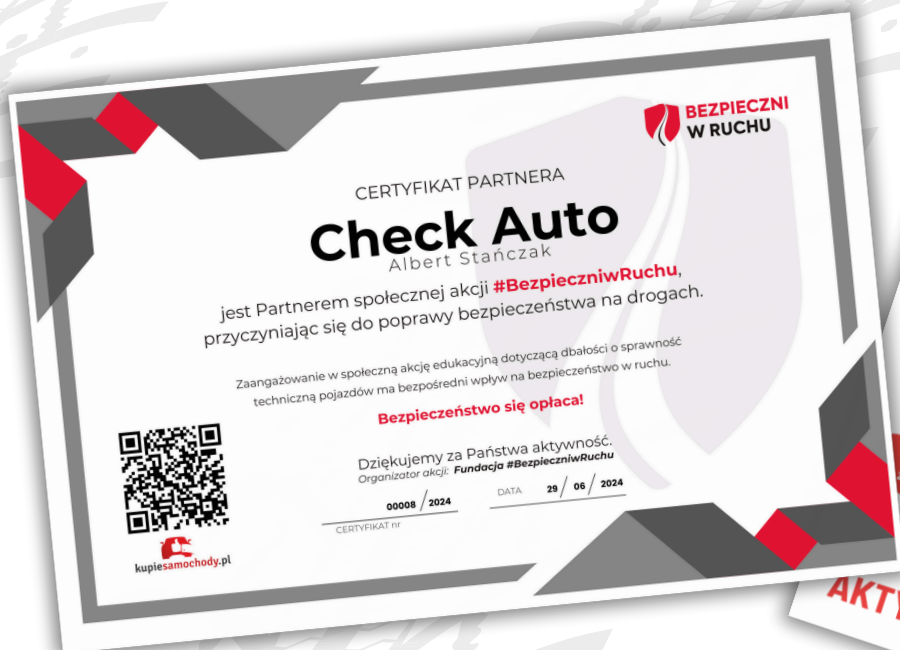 BEZPIECZNI
W RUCHU
CERTYFIKAT PARTNERA
Check Auto
Albert Stańczak
jest Partnerem społecznej akcji #BezpieczniwRuchu,
przyczyniając się do poprawy bezpieczeństwa na drogach.
Zaangażowanie w społeczną akcję edukacyjną dotyczącą dbałości o sprawność
techniczną pojazdów ma bezpośredni wpływ na bezpieczeństwo w ruchu.
Bezpieczeństwo się opłaca!
Dziękujemy za Państwa aktywność.
Organizator akcji: Fundacja #BezpieczniwRuchu
00008 / 2024
CERTYFIKAT nr
DATA 29 / 06 / 2024
kupiesamochody.pl
AKTY